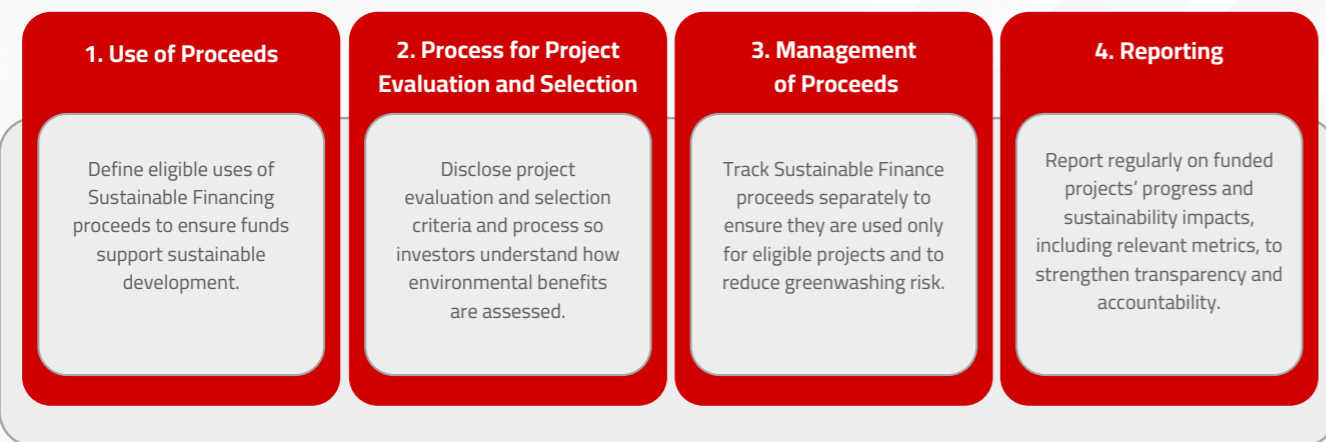 1. Use of Proceeds
Define eligible uses of
Sustainable Financing
proceeds to ensure funds
support sustainable
development.
2. Process for Project
Evaluation and Selection
Disclose project
evaluation and selection
criteria and process so
investors understand how
environmental benefits
are assessed.
3. Management
of Proceeds
Track Sustainable Finance
proceeds separately to
ensure they are used only
for eligible projects and to
reduce greenwashing risk.
4. Reporting
Report regularly on funded
projects’ progress and
sustainability impacts,
including relevant metrics, to
strengthen transparency and
accountability.